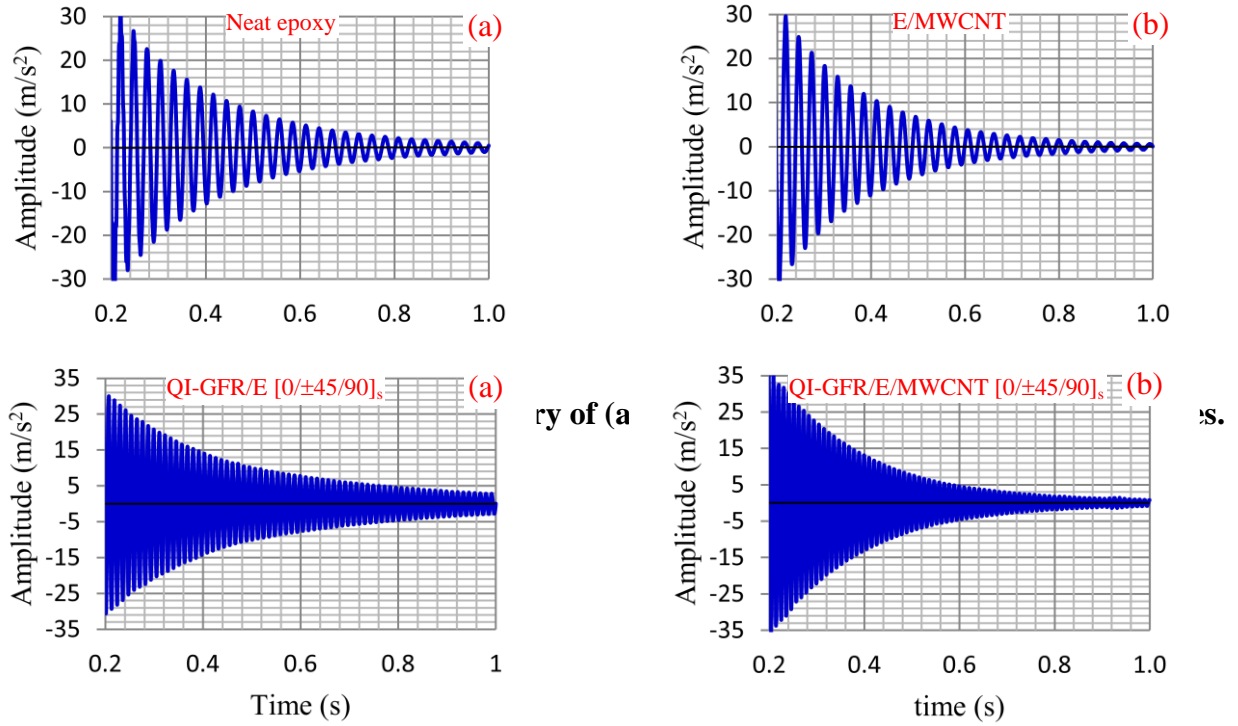 Neat epoxy
(a)
Amplitude (m/s²)
30
20
10
0
-10
-20
-30
0.2 0.4 0.6 0.8 1.0
E/MWCNT
(b)
Amplitude (m/s²)
30
20
10
0
-10
-20
-30
0.2 0.4 0.6 0.8 1.0
QI-GFR/E [0/±45/90]s
(a)
Amplitude (m/s²)
35
25
15
5
-5
-15
-25
-35
0.2 0.4 0.6 0.8 1
Time (s)
ry of (a
QI-GFR/E/MWCNT [0/±45/90]s
(b)
Amplitude (m/s²)
35
25
15
5
-5
-15
-25
-35
0.2 0.4 0.6 0.8 1.0
time (s)
es.